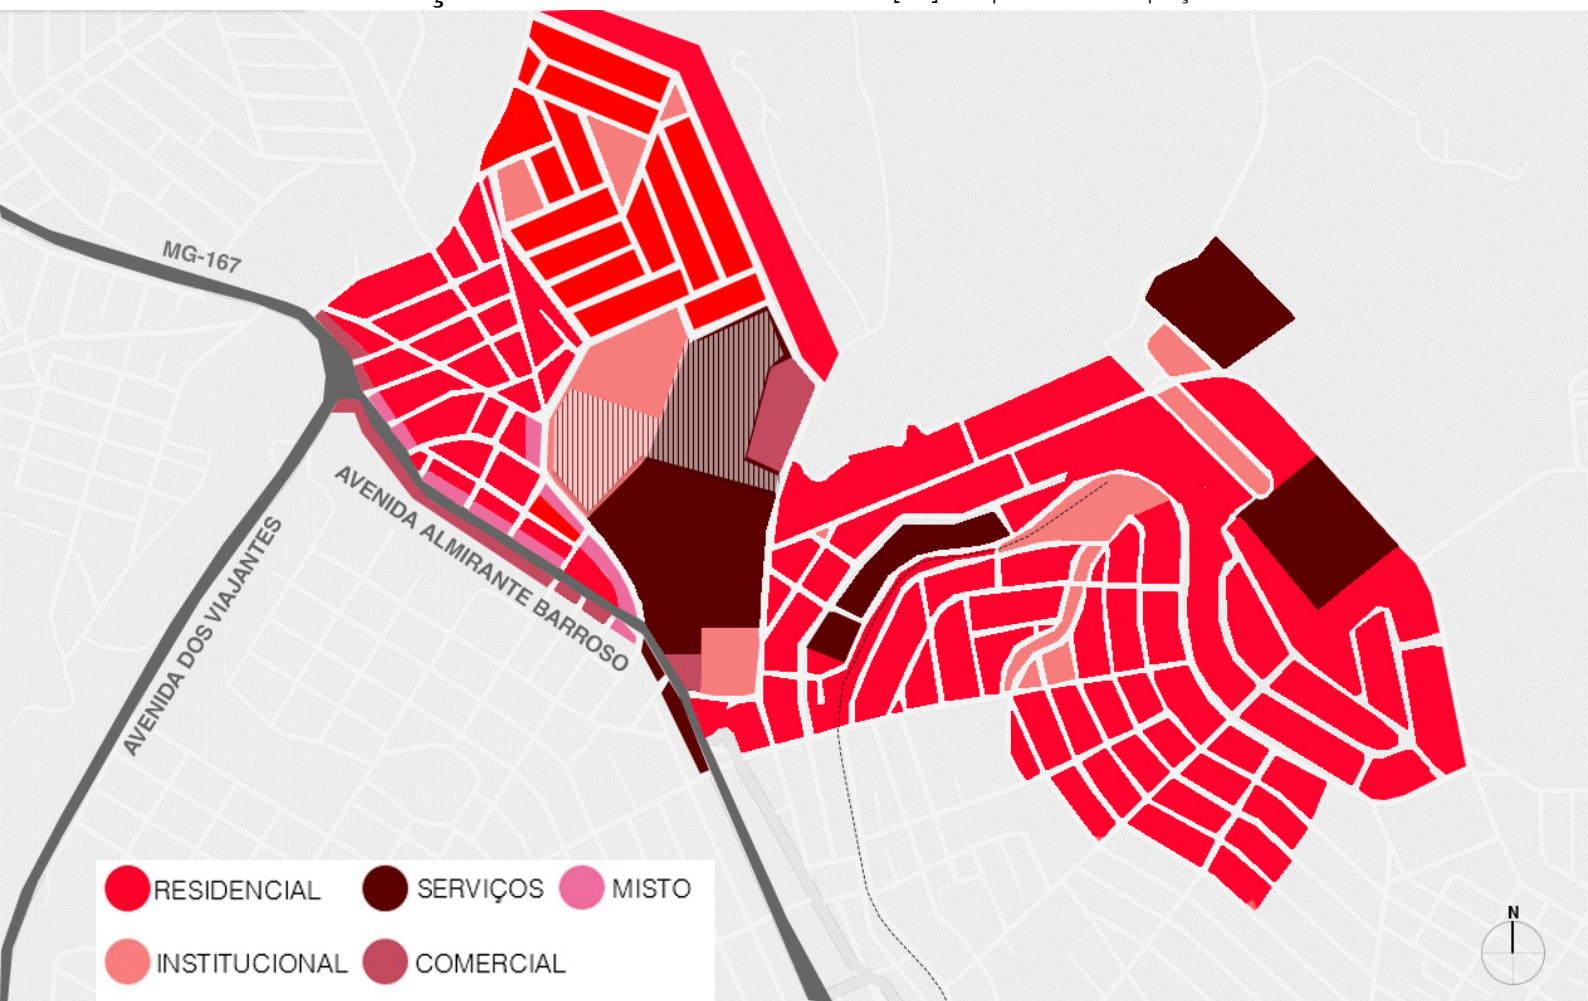 MG-167
AVENIDA ALMIRANTE BARROSO
AVENIDA DOS VIAJANTES
RESIDENCIAL
SERVIÇOS
MISTO
INSTITUCIONAL
COMERCIAL
N